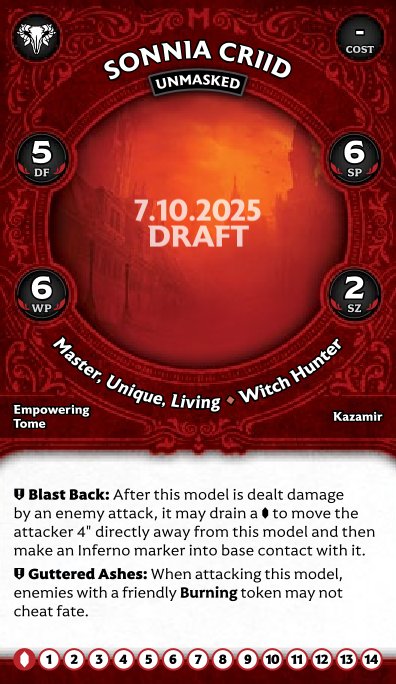 -
COST
SONNIA CRIID
UNMASKED
5
DF
6
SP
7.10.2025
DRAFT
6
WP
2
SZ
Master, Unique, Living ◆ Witch Hunter
Empowering
Tome
Kazamir
Blast Back: After this model is dealt damage
by an enemy attack, it may drain a to move the
attacker 4" directly away from this model and then
make an Inferno marker into base contact with it.
Guttered Ashes: When attacking this model,
enemies with a friendly Burning token may not
cheat fate.
1 2 3 4 5 6 7 8 9 10 11 12 13 14